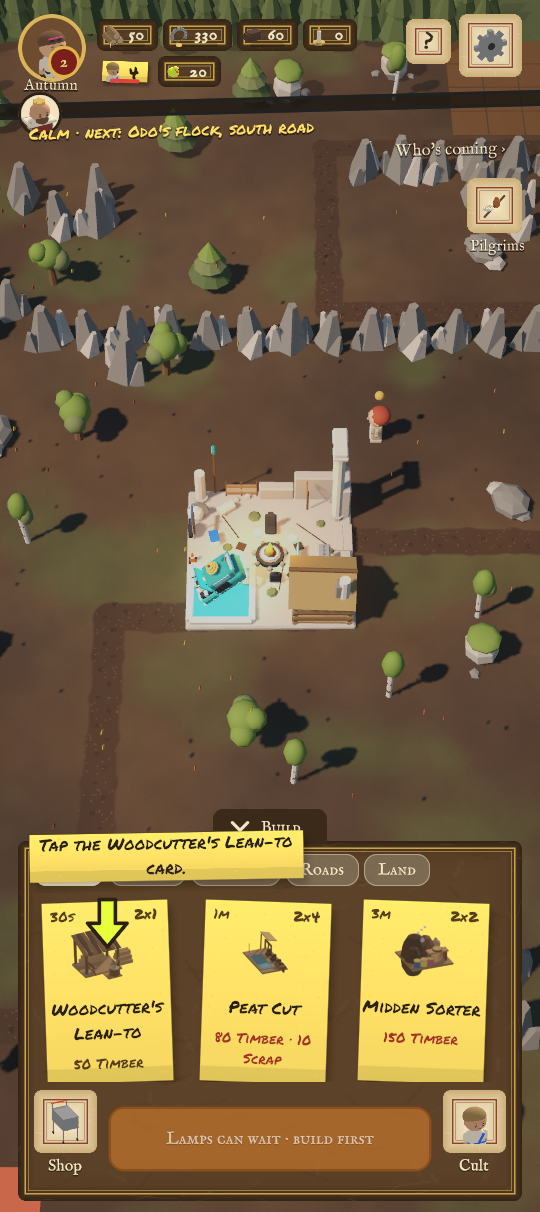 50
330
60
0
2
4
20
Autumn
Calm · next: Odo's flock, south road
?
Who's coming ›
Pilgrims
Build
Tap the Woodcutter's Lean-to
card.
Roads
Land
30s
2x1
Woodcutter's
Lean-to
50 Timber
1m
2x4
Peat Cut
80 Timber · 10
Scrap
3m
2x2
Midden Sorter
150 Timber
Shop
Lamps can wait · build first
Cult